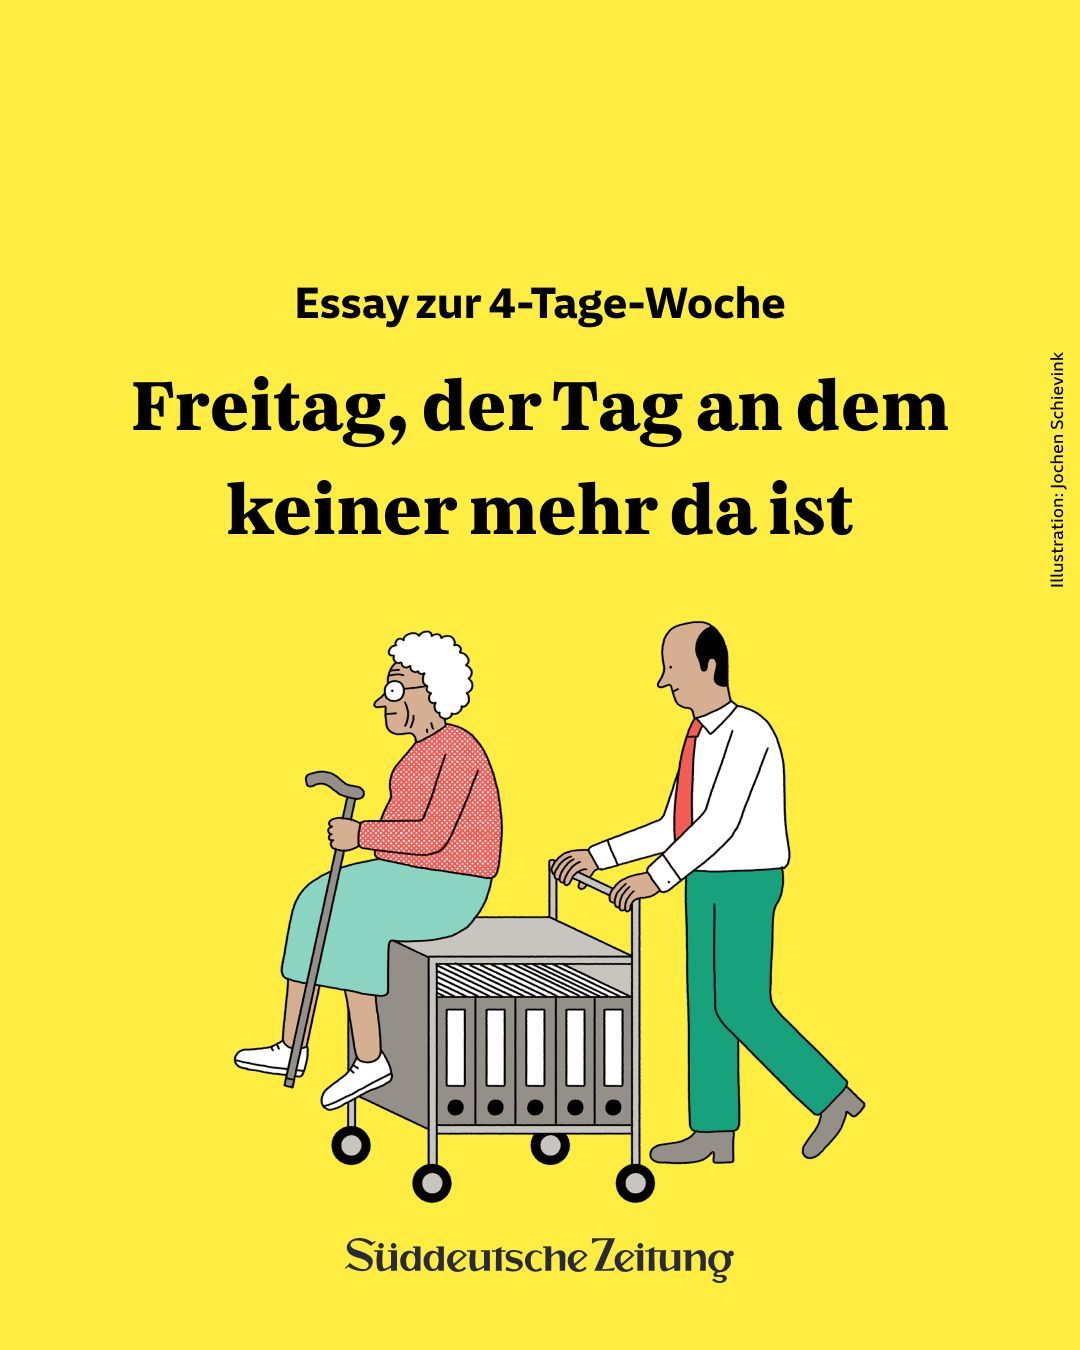 Essay zur 4-Tage-Woche
Freitag, der Tag an dem
keiner mehr da ist
Illustration: Jochen Schievink
Süddeutsche Zeitung